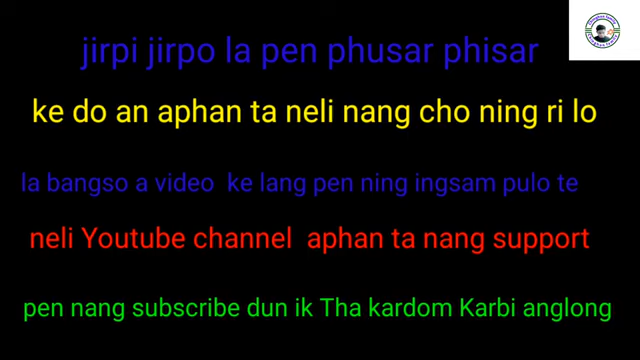 jirpi jirpo la pen phusar phisar
ke do an aphan ta neli nang cho ning ri lo
la bangso a video ke lang pen ning ingsam pulo te
neli Youtube channel aphan ta nang support
pen nang subscribe dun ik Tha kardom Karbi anglong